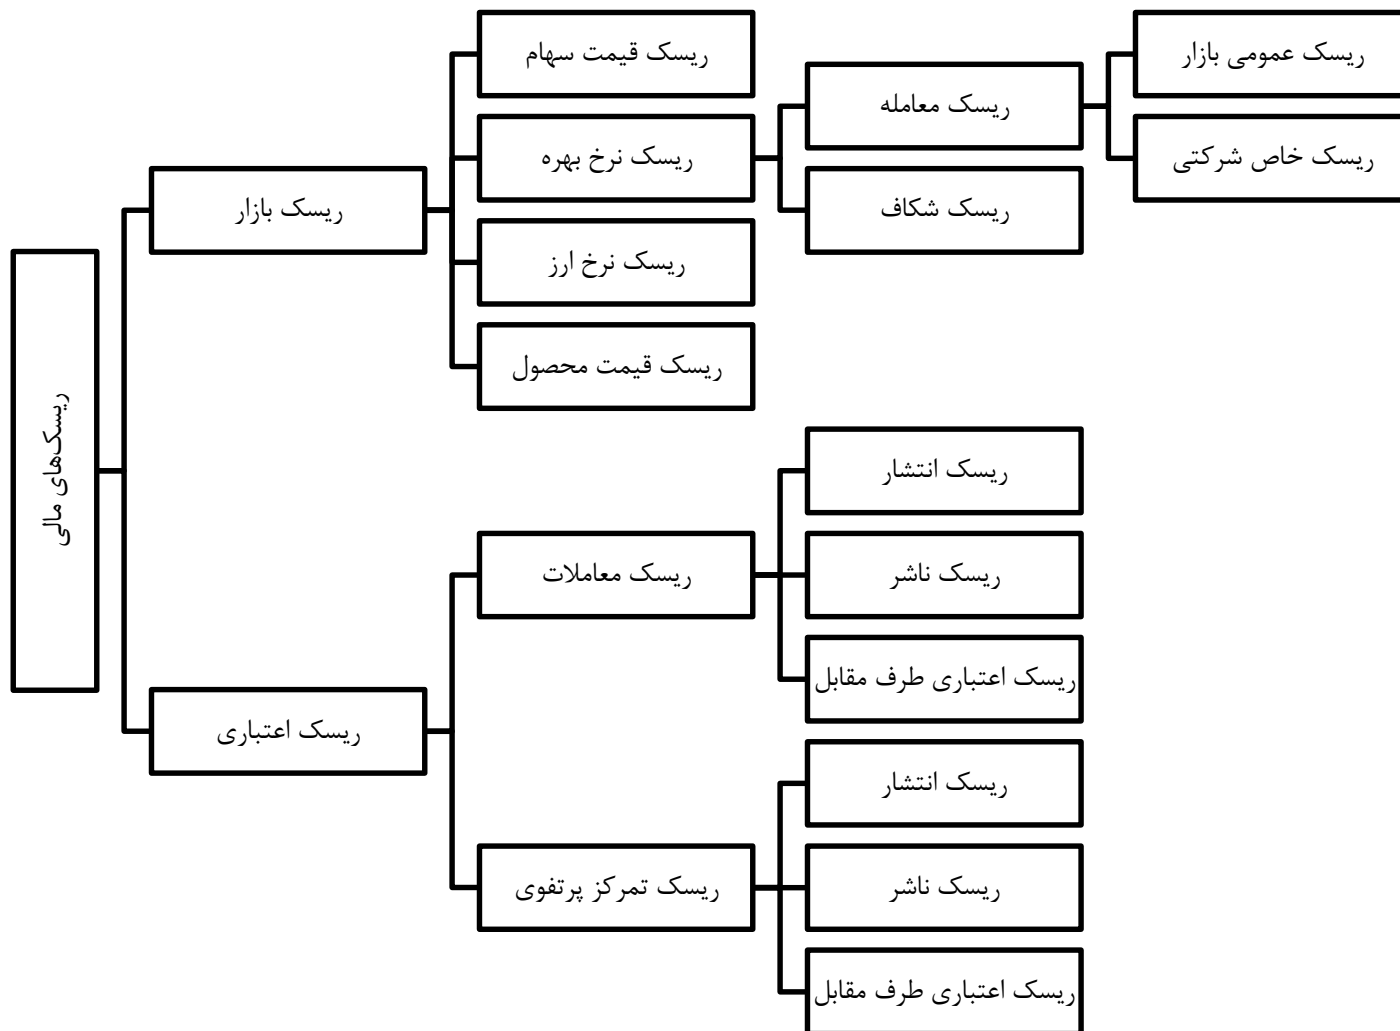 ریسک‌های مالی
ریسک بازار
ریسک قیمت سهام
ریسک نرخ بهره
ریسک معامله
ریسک عمومی بازار
ریسک خاص شرکتی
ریسک شکاف
ریسک نرخ ارز
ریسک قیمت محصول
ریسک اعتباری
ریسک معاملات
ریسک انتشار
ریسک ناشر
ریسک اعتباری طرف مقابل
ریسک تمرکز پرتفوی
ریسک انتشار
ریسک ناشر
ریسک اعتباری طرف مقابل